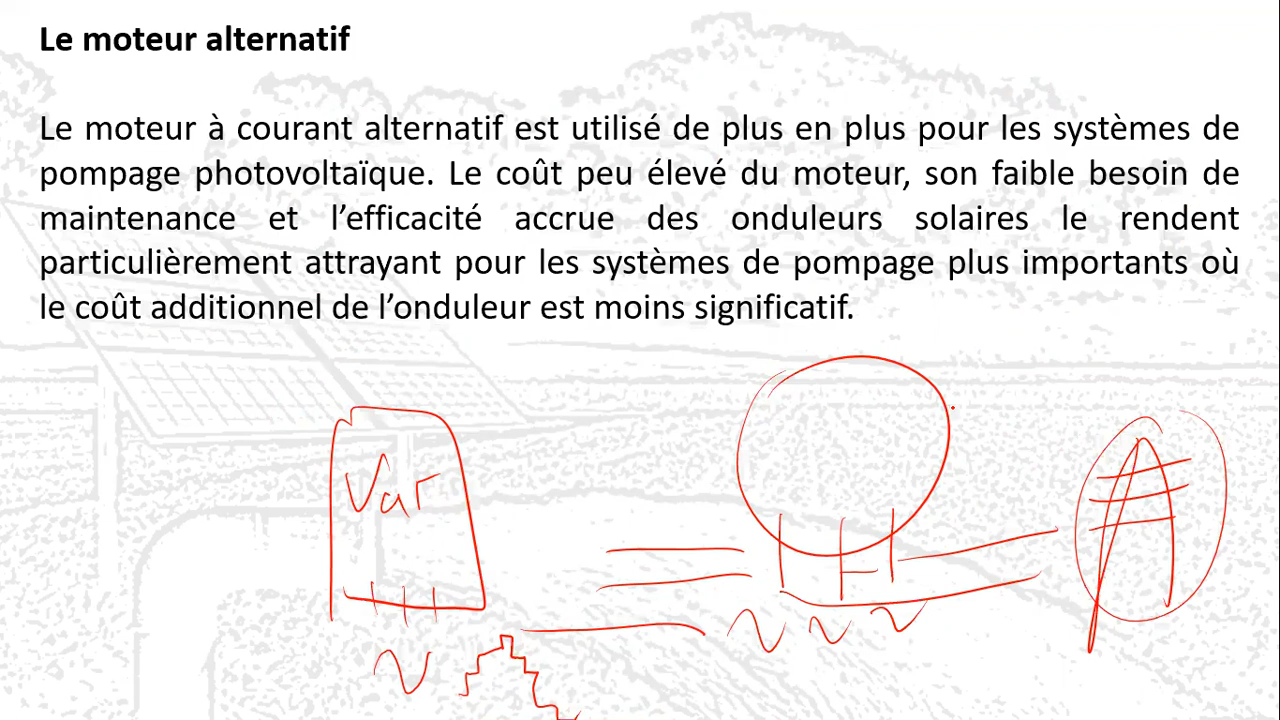 Le moteur alternatif
Le moteur à courant alternatif est utilisé de plus en plus pour les systèmes de
pompage photovoltaïque. Le coût peu élevé du moteur, son faible besoin de
maintenance et l’efficacité accrue des onduleurs solaires le rendent
particulièrement attrayant pour les systèmes de pompage plus importants où
le coût additionnel de l’onduleur est moins significatif.
Var